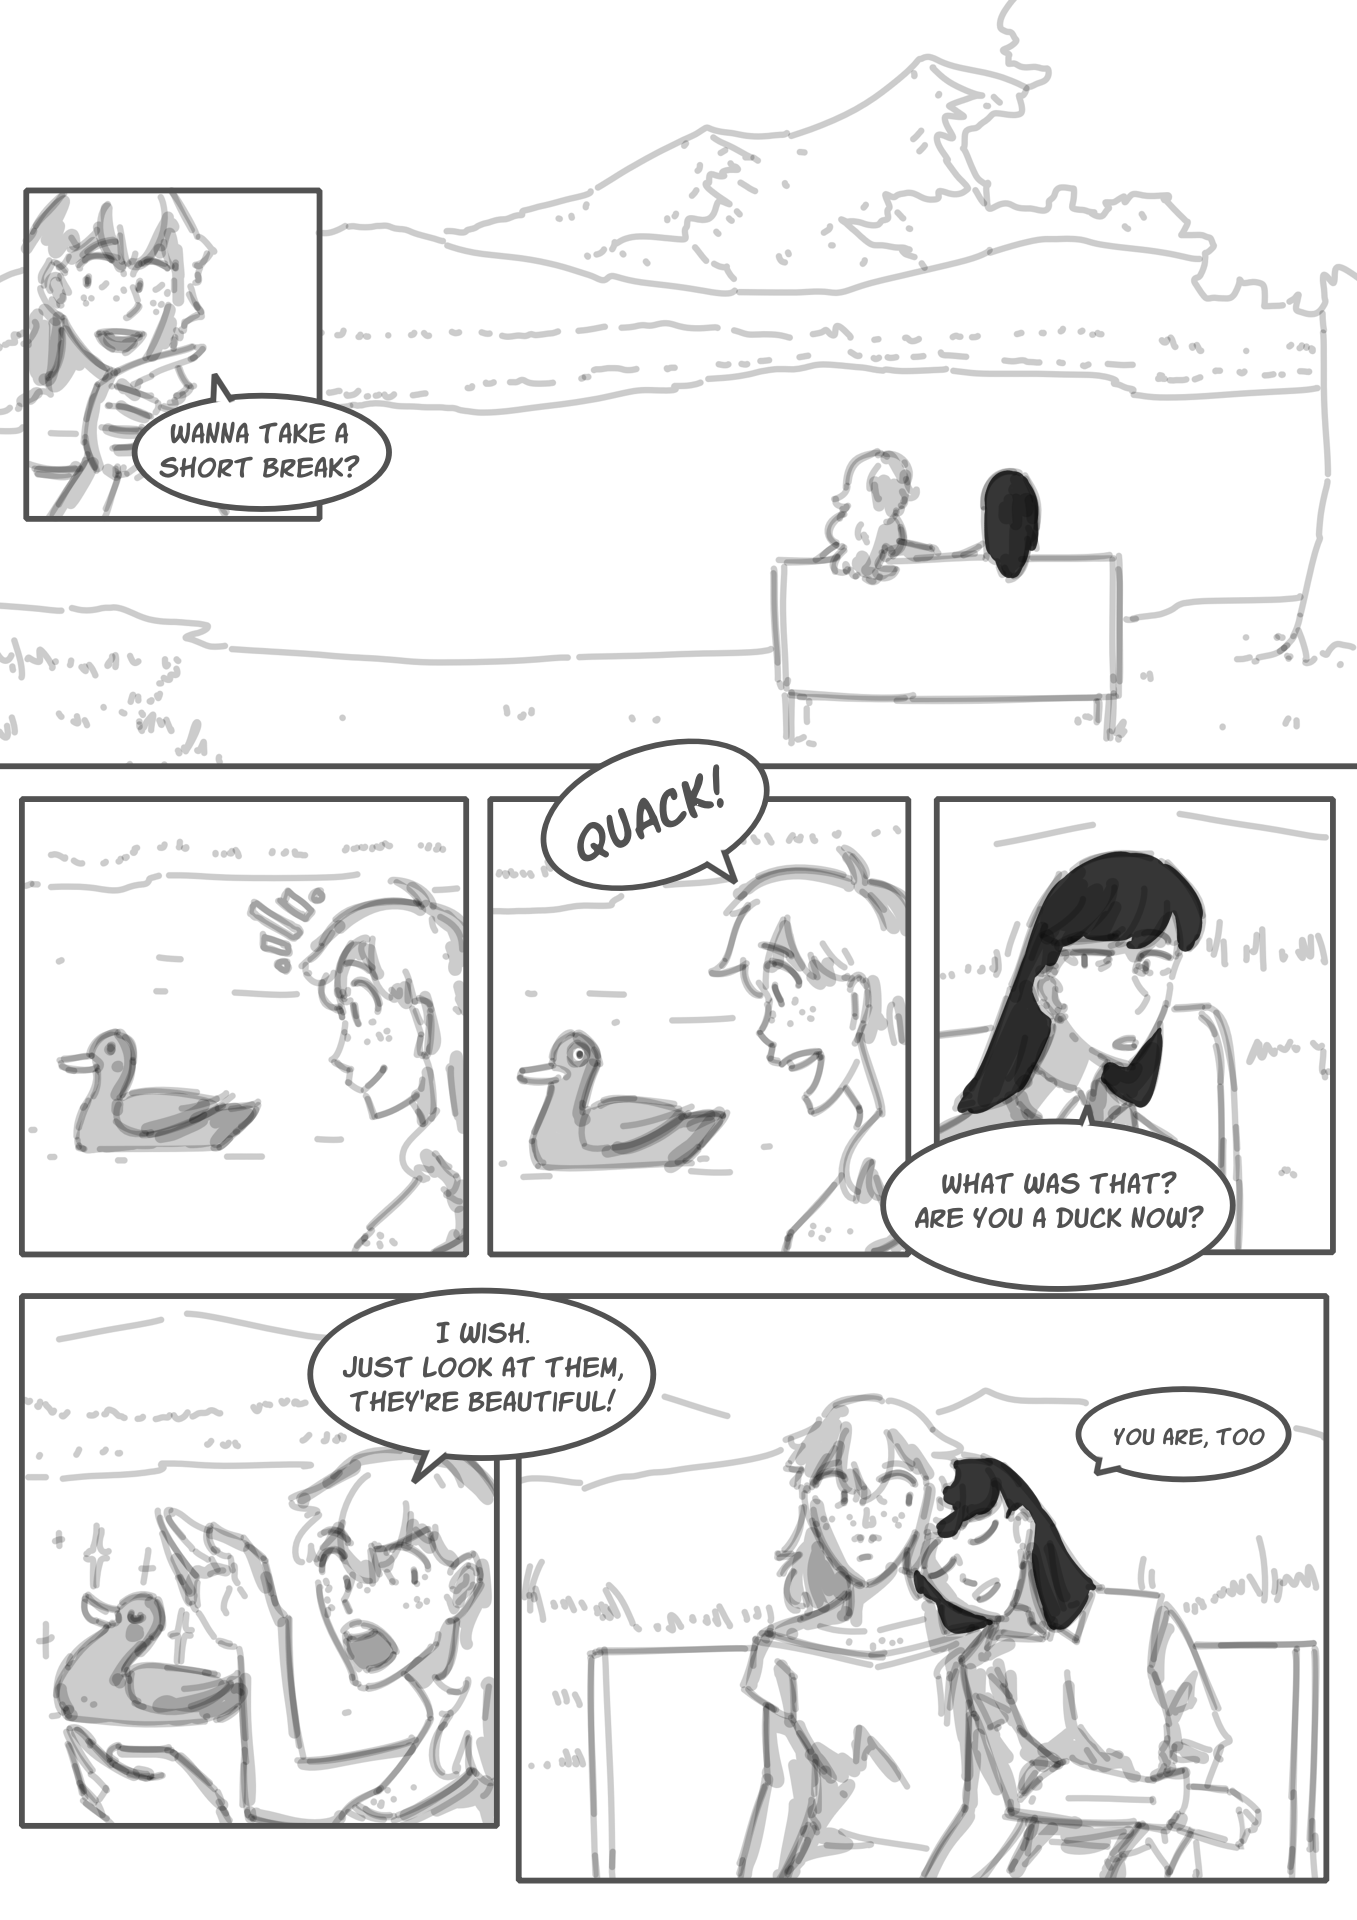 WANNA TAKE A
SHORT BREAK?
QUACK!
WHAT WAS THAT?
ARE YOU A DUCK NOW?
I WISH.
JUST LOOK AT THEM,
THEY'RE BEAUTIFUL!
YOU ARE, TOO